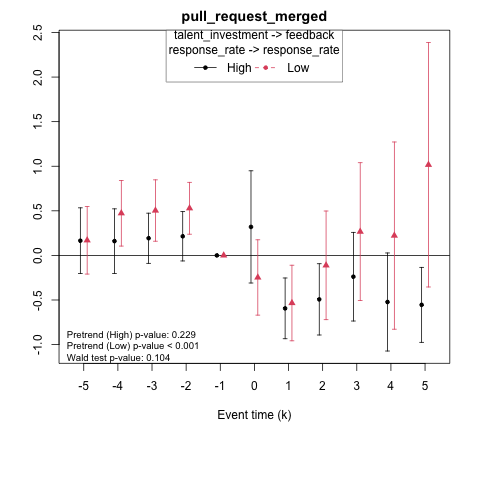 pull_request_merged
talent_investment -> feedback
response_rate -> response_rate
High Low
2.5
2.0
1.5
1.0
0.5
0.0
-0.5
-1.0
Pretrend (High) p-value: 0.229
Pretrend (Low) p-value < 0.001
Wald test p-value: 0.104
-5 -4 -3 -2 -1 0 1 2 3 4 5
Event time (k)